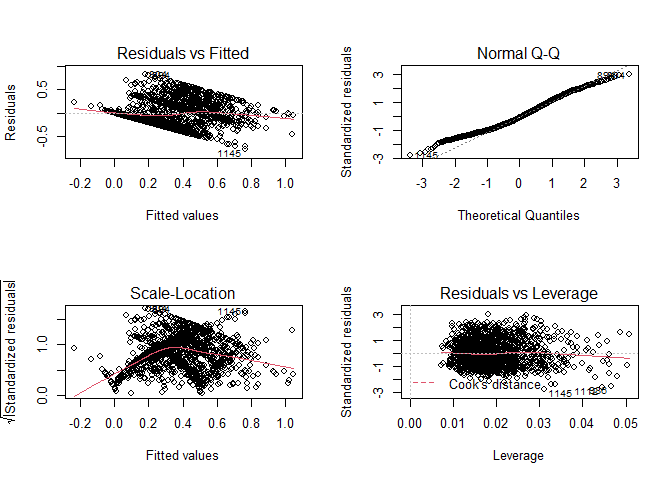 Residuals vs Fitted
Residuals
0.5
-0.5
1145
-0.2 0.0 0.2 0.4 0.6 0.8 1.0
Fitted values
Normal Q-Q
Standardized residuals
3
1
-1
-3
1145
-3 -2 -1 0 1 2 3
Theoretical Quantiles
Scale-Location
√|Standardized residuals|
1.0
0.0
-0.2 0.0 0.2 0.4 0.6 0.8 1.0
Fitted values
Residuals vs Leverage
Standardized residuals
3
1
-1
-3
Cook's distance
1145
0.00 0.01 0.02 0.03 0.04 0.05
Leverage